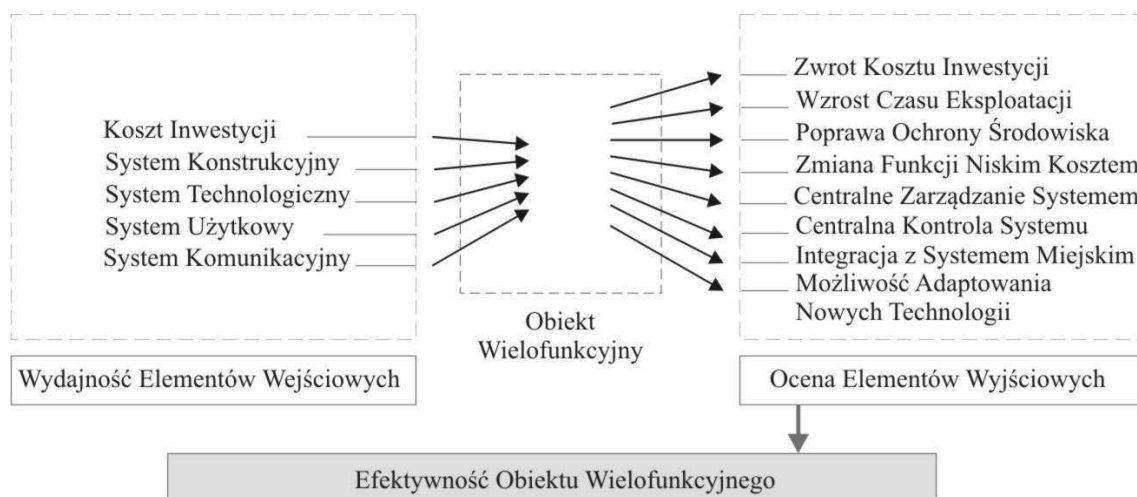 Koszt Inwestycji
System Konstrukcyjny
System Technologiczny
System Użytkowy
System Komunikacyjny
Wydajność Elementów Wejściowych
Obiekt
Wielofunkcyjny
Zwrot Kosztu Inwestycji
Wzrost Czasu Eksploatacji
Poprawa Ochrony Środowiska
Zmiana Funkcji Niskim Kosztem
Centralne Zarządzanie Systemem
Centralna Kontrola Systemu
Integracja z Systemem Miejskim
Możliwość Adaptowania
Nowych Technologii
Ocena Elementów Wyjściowych
Efektywność Obiektu Wielofunkcyjnego